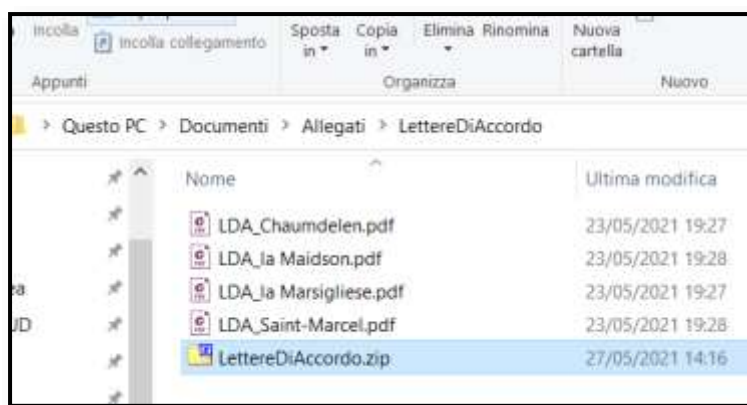 Incolla
Incolla collegamento
Sposta in
Copia in
Elimina
Rinomina
Nuova cartella
Appunti
Organizza
Nuovo
> Questo PC > Documenti > Allegati > LettereDiAccordo
Nome Ultima modifica
LDA_Chaumdelen.pdf 23/05/2021 19:27
LDA_la Maidson.pdf 23/05/2021 19:28
LDA_la Marsigliese.pdf 23/05/2021 19:27
LDA_Saint-Marcel.pdf 23/05/2021 19:28
LettereDiAccordo.zip 27/05/2021 14:16